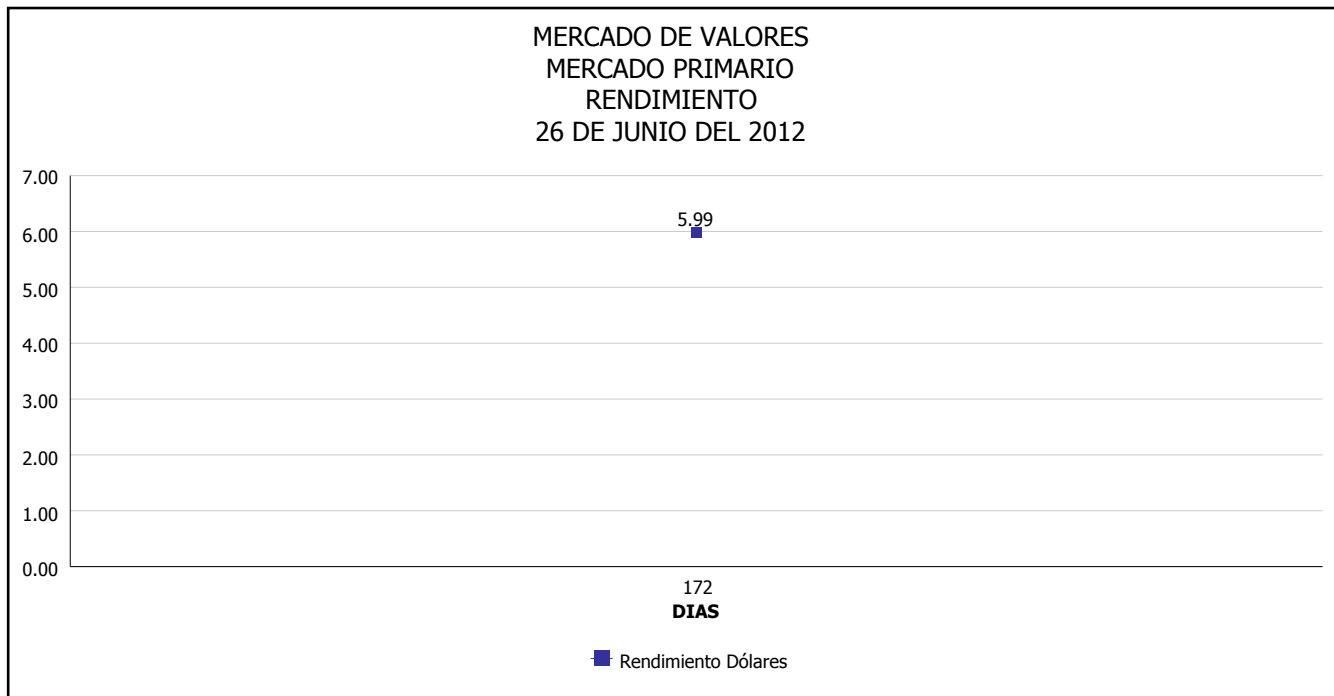 MERCADO DE VALORES
MERCADO PRIMARIO
RENDIMIENTO
26 DE JUNIO DEL 2012
7.00
5.99
6.00
5.00
4.00
3.00
2.00
1.00
0.00
172
DIAS
Rendimiento Dólares